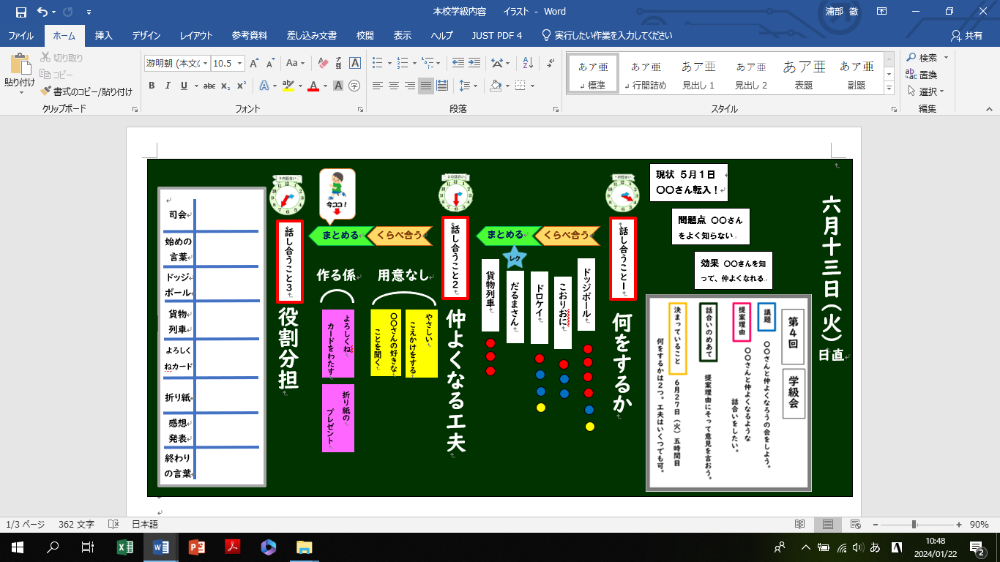 本校学級内容 イラスト - Word
浦部 徹
ファイル
ホーム
挿入
デザイン
レイアウト
参考資料
差し込み文書
校閲
表示
ヘルプ
JUST PDF 4
実行したい作業を入力してください
共有
貼り付け
切り取り
コピー
書式のコピー/貼り付け
クリップボード
游明朝 (本文の
10.5
フォント
段落
あア亜
標準
あア亜
行間詰め
あア亜
見出し 1
あア亜
見出し 2
あア亜
表題
あア亜
副題
スタイル
検索
置換
選択
編集
六月十三日(火)
日直
現状 5月1日
〇〇さん転入!
問題点 〇〇さん
をよく知らない
効果 〇〇さんを知
って、仲よくなれる
第4回
学級会
議題
〇〇さんと仲よくなろうの会をしよう。
提案理由
〇〇さんと仲よくなるような
話合いをしたい。
話合いのめあて
提案理由にそって意見を言おう。
決まっていること
6月27日(火)五時間目
何をするかは2つ。工夫はいくつでも可。
話し合うこと1
何をするか
くらべ合う
まとめる
ドッジボール
こおりおに
ドロケイ
レク
だるまさん
貨物列車
話し合うこと2
仲よくなる工夫
くらべ合う
まとめる
今ココ!
用意なし
やさしい
こえかけをする
〇〇さんの好きな
ことを聞く
作る係
よろしくね
カードをわたす
折り紙の
プレゼント
話し合うこと3
役割分担
司会
始めの
言葉
ドッジ
ボール
貨物
列車
よろしく
ねカード
折り紙
感想
発表
終わり
の言葉
1/3 ページ
362 文字
日本語
90%
あ
A
10:48
2024/01/22
2